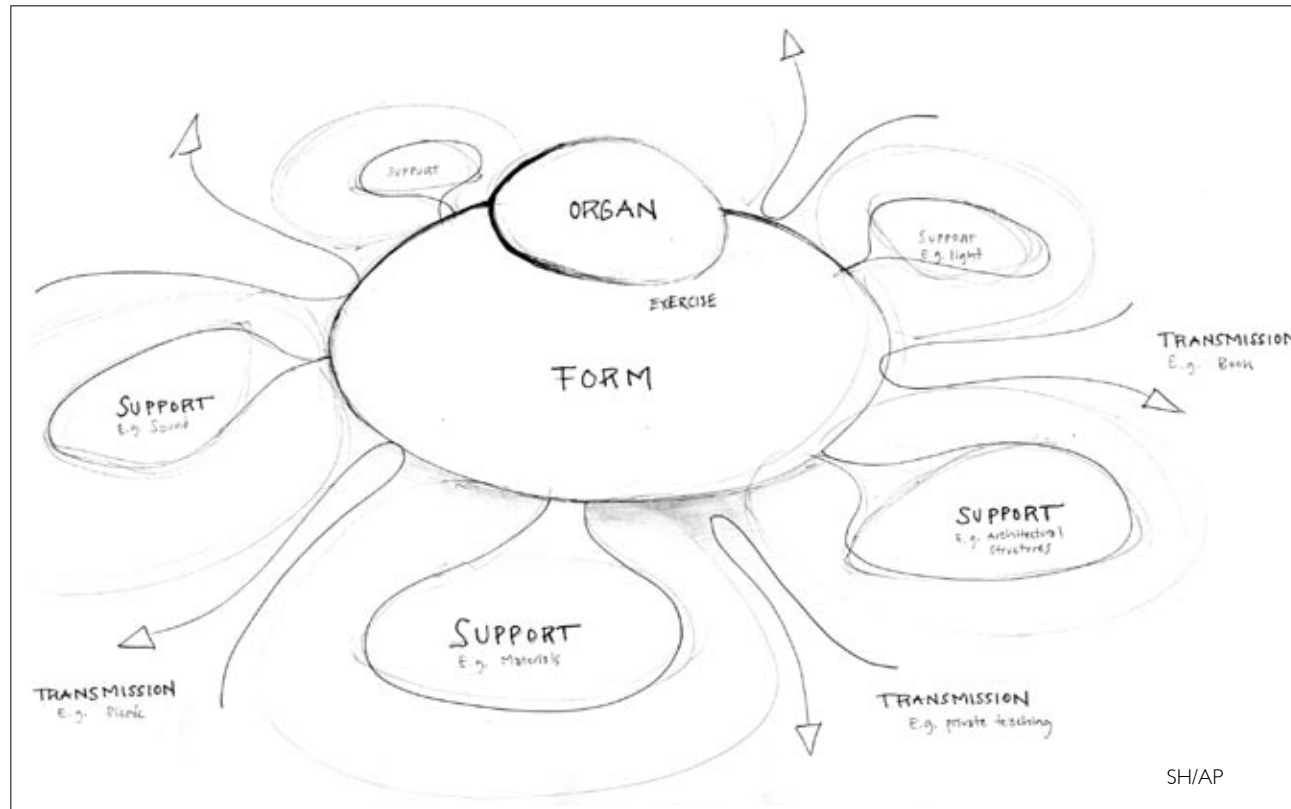 SUPPORT
ORGAN
SUPPORT
E.g. light
EXERCISE
FORM
TRANSMISSION
E.g. Book
SUPPORT
E.g. Sound
SUPPORT
E.g. Architectural
Structures
SUPPORT
E.g. Materials
TRANSMISSION
E.g. Picnic
TRANSMISSION
E.g. private teaching
SH/AP